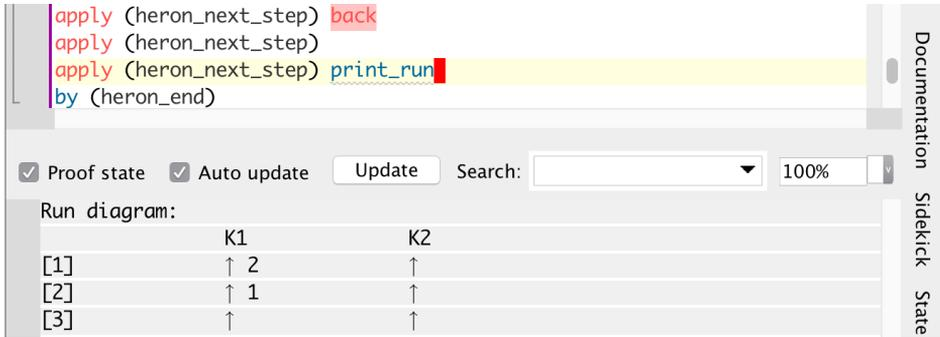 apply (heron_next_step) back
apply (heron_next_step)
apply (heron_next_step) print_run
by (heron_end)
Proof state Auto update Update Search: 100%
Run diagram:
K1 K2
[1] ↑ 2 ↑
[2] ↑ 1 ↑
[3] ↑ ↑
Documentation
Sidekick
State